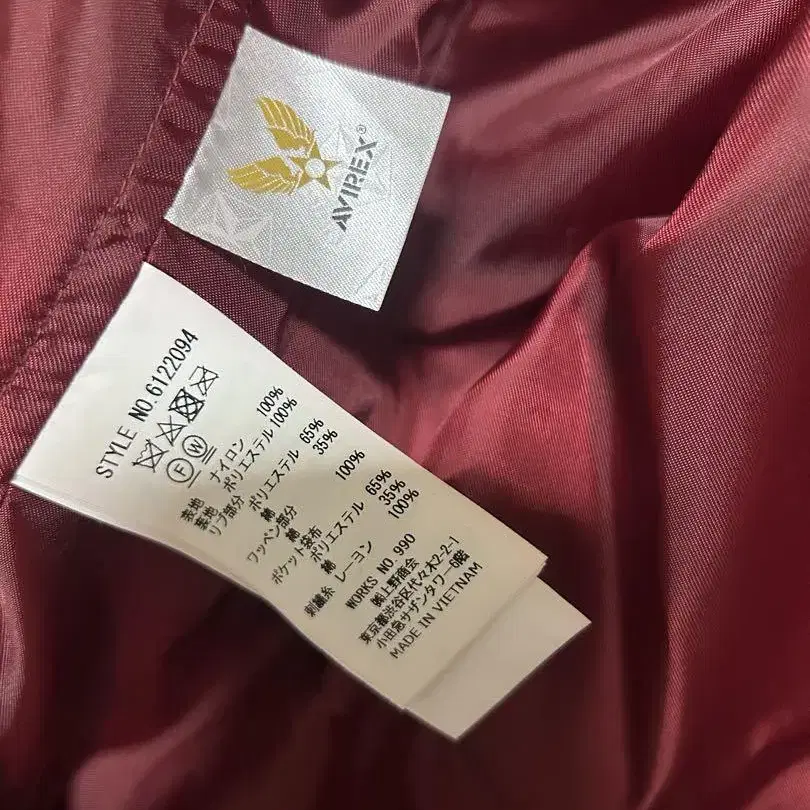 AVIREX®
STYLE NO.6122094
F W
表地 ナイロン 100%
裏地 ポリエステル 100%
リブ部分 ポリエステル 65%
綿 35%
ワッペン部分
綿 100%
ポケット袋布
ポリエステル 65%
綿 35%
刺繍糸 レーヨン 100%
WORKS NO 990
㈱上野商会
東京都渋谷区代々木2-2-1
小田急サザンタワー6階
MADE IN VIETNAM